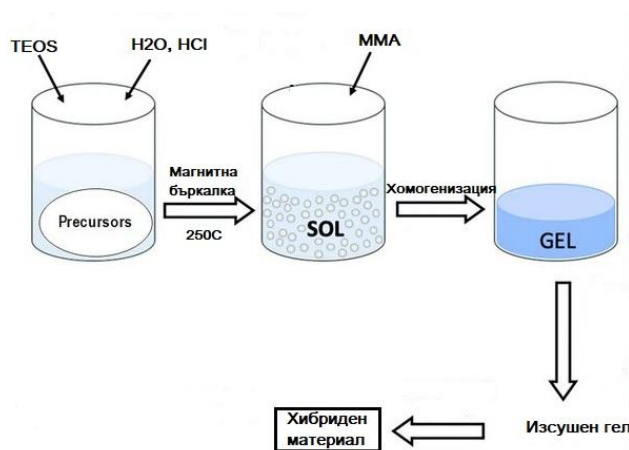 TEOS
H2O, HCl
MMA
Precursors
Магнитна
бъркалка
250C
SOL
Хомогенизация
GEL
Изсушен гел
Хибриден
материал